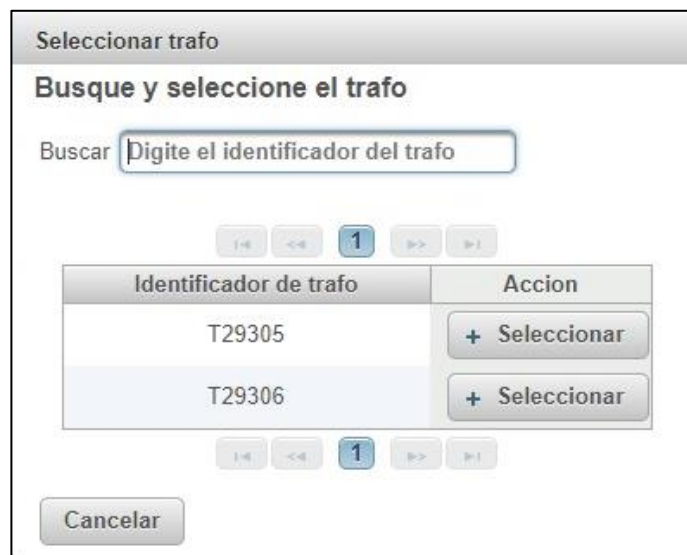 Seleccionar trafo
Busque y seleccione el trafo
Buscar Digite el identificador del trafo
1
Identificador de trafo Accion
T29305 + Seleccionar
T29306 + Seleccionar
1
Cancelar